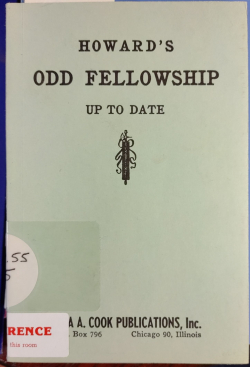 HOWARD'S
ODD FELLOWSHIP
UP TO DATE
.55
A A. COOK PUBLICATIONS, Inc.
RENCE
Box 796 Chicago 90, Illinois
this room